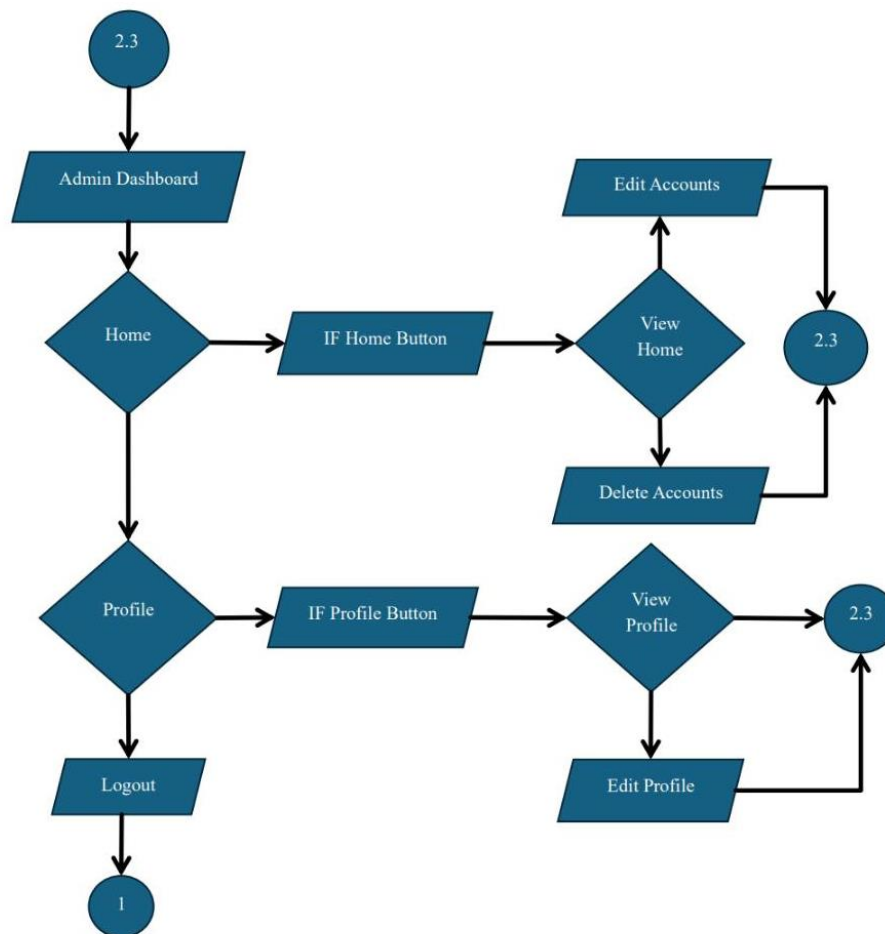 2.3
Admin Dashboard
Edit Accounts
Home
IF Home Button
View
Home
2.3
Delete Accounts
Profile
IF Profile Button
View
Profile
2.3
Logout
Edit Profile
1